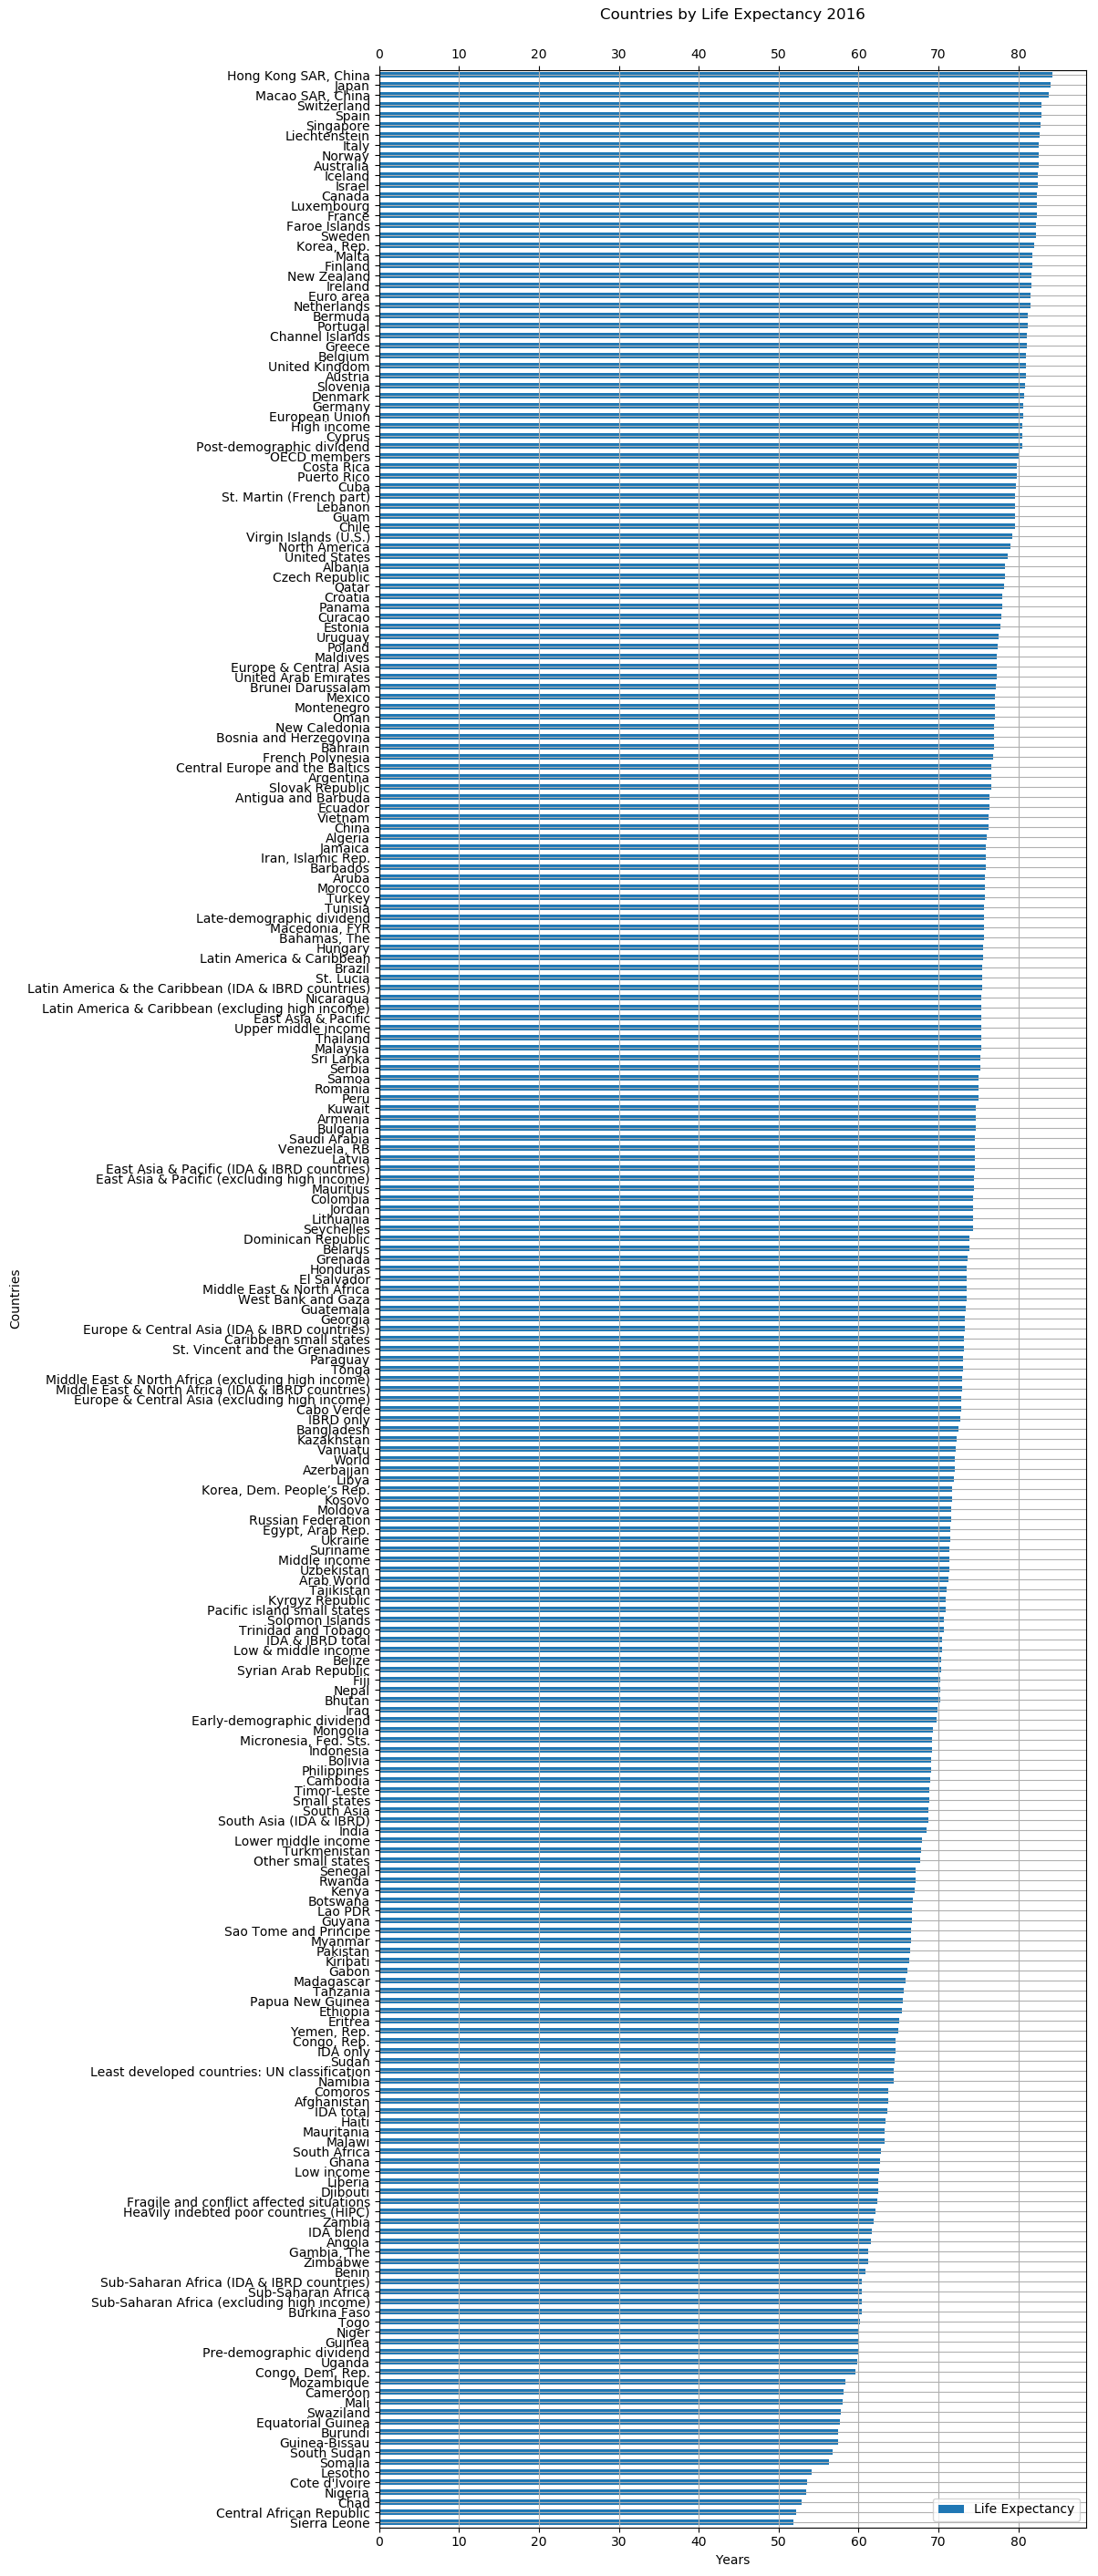 Countries by Life Expectancy 2016
0 10 20 30 40 50 60 70 80
Hong Kong SAR, China
Japan
Macao SAR, China
Switzerland
Spain
Singapore
Liechtenstein
Italy
Norway
Australia
Iceland
Israel
Canada
Luxembourg
France
Faroe Islands
Sweden
Korea, Rep.
Malta
Finland
New Zealand
Ireland
Euro area
Netherlands
Bermuda
Portugal
Channel Islands
Greece
Belgium
United Kingdom
Austria
Slovenia
Denmark
Germany
European Union
High income
Cyprus
Post-demographic dividend
OECD members
Costa Rica
Puerto Rico
Cuba
St. Martin (French part)
Lebanon
Guam
Chile
Virgin Islands (U.S.)
North America
United States
Albania
Czech Republic
Qatar
Croatia
Panama
Curacao
Estonia
Uruguay
Poland
Maldives
Europe & Central Asia
United Arab Emirates
Brunei Darussalam
Mexico
Montenegro
Oman
New Caledonia
Bosnia and Herzegovina
Bahrain
French Polynesia
Central Europe and the Baltics
Argentina
Slovak Republic
Antigua and Barbuda
Ecuador
Vietnam
China
Algeria
Jamaica
Iran, Islamic Rep.
Barbados
Aruba
Morocco
Turkey
Tunisia
Late-demographic dividend
Macedonia, FYR
Bahamas, The
Hungary
Latin America & Caribbean
Brazil
St. Lucia
Latin America & the Caribbean (IDA & IBRD countries)
Nicaragua
Latin America & Caribbean (excluding high income)
East Asia & Pacific
Upper middle income
Thailand
Malaysia
Sri Lanka
Serbia
Samoa
Romania
Peru
Kuwait
Armenia
Bulgaria
Saudi Arabia
Venezuela, RB
Latvia
East Asia & Pacific (IDA & IBRD countries)
East Asia & Pacific (excluding high income)
Mauritius
Colombia
Jordan
Lithuania
Seychelles
Dominican Republic
Belarus
Grenada
Honduras
El Salvador
Middle East & North Africa
West Bank and Gaza
Guatemala
Georgia
Europe & Central Asia (IDA & IBRD countries)
Caribbean small states
St. Vincent and the Grenadines
Paraguay
Tonga
Middle East & North Africa (excluding high income)
Middle East & North Africa (IDA & IBRD countries)
Europe & Central Asia (excluding high income)
Cabo Verde
IBRD only
Bangladesh
Kazakhstan
Vanuatu
World
Azerbaijan
Libya
Korea, Dem. People’s Rep.
Kosovo
Moldova
Russian Federation
Egypt, Arab Rep.
Ukraine
Suriname
Middle income
Uzbekistan
Arab World
Tajikistan
Kyrgyz Republic
Pacific island small states
Solomon Islands
Trinidad and Tobago
IDA & IBRD total
Low & middle income
Belize
Syrian Arab Republic
Fiji
Nepal
Bhutan
Iraq
Early-demographic dividend
Mongolia
Micronesia, Fed. Sts.
Indonesia
Bolivia
Philippines
Cambodia
Timor-Leste
Small states
South Asia
South Asia (IDA & IBRD)
India
Lower middle income
Turkmenistan
Other small states
Senegal
Rwanda
Kenya
Botswana
Lao PDR
Guyana
Sao Tome and Principe
Myanmar
Pakistan
Kiribati
Gabon
Madagascar
Tanzania
Papua New Guinea
Ethiopia
Eritrea
Yemen, Rep.
Congo, Rep.
IDA only
Sudan
Least developed countries: UN classification
Namibia
Comoros
Afghanistan
IDA total
Haiti
Mauritania
Malawi
South Africa
Ghana
Low income
Liberia
Djibouti
Fragile and conflict affected situations
Heavily indebted poor countries (HIPC)
Zambia
IDA blend
Angola
Gambia, The
Zimbabwe
Benin
Sub-Saharan Africa (IDA & IBRD countries)
Sub-Saharan Africa
Sub-Saharan Africa (excluding high income)
Burkina Faso
Togo
Niger
Guinea
Pre-demographic dividend
Uganda
Congo, Dem. Rep.
Mozambique
Cameroon
Mali
Swaziland
Equatorial Guinea
Burundi
Guinea-Bissau
South Sudan
Somalia
Lesotho
Cote d'Ivoire
Nigeria
Chad
Central African Republic
Sierra Leone
Countries
Life Expectancy
0 10 20 30 40 50 60 70 80
Years